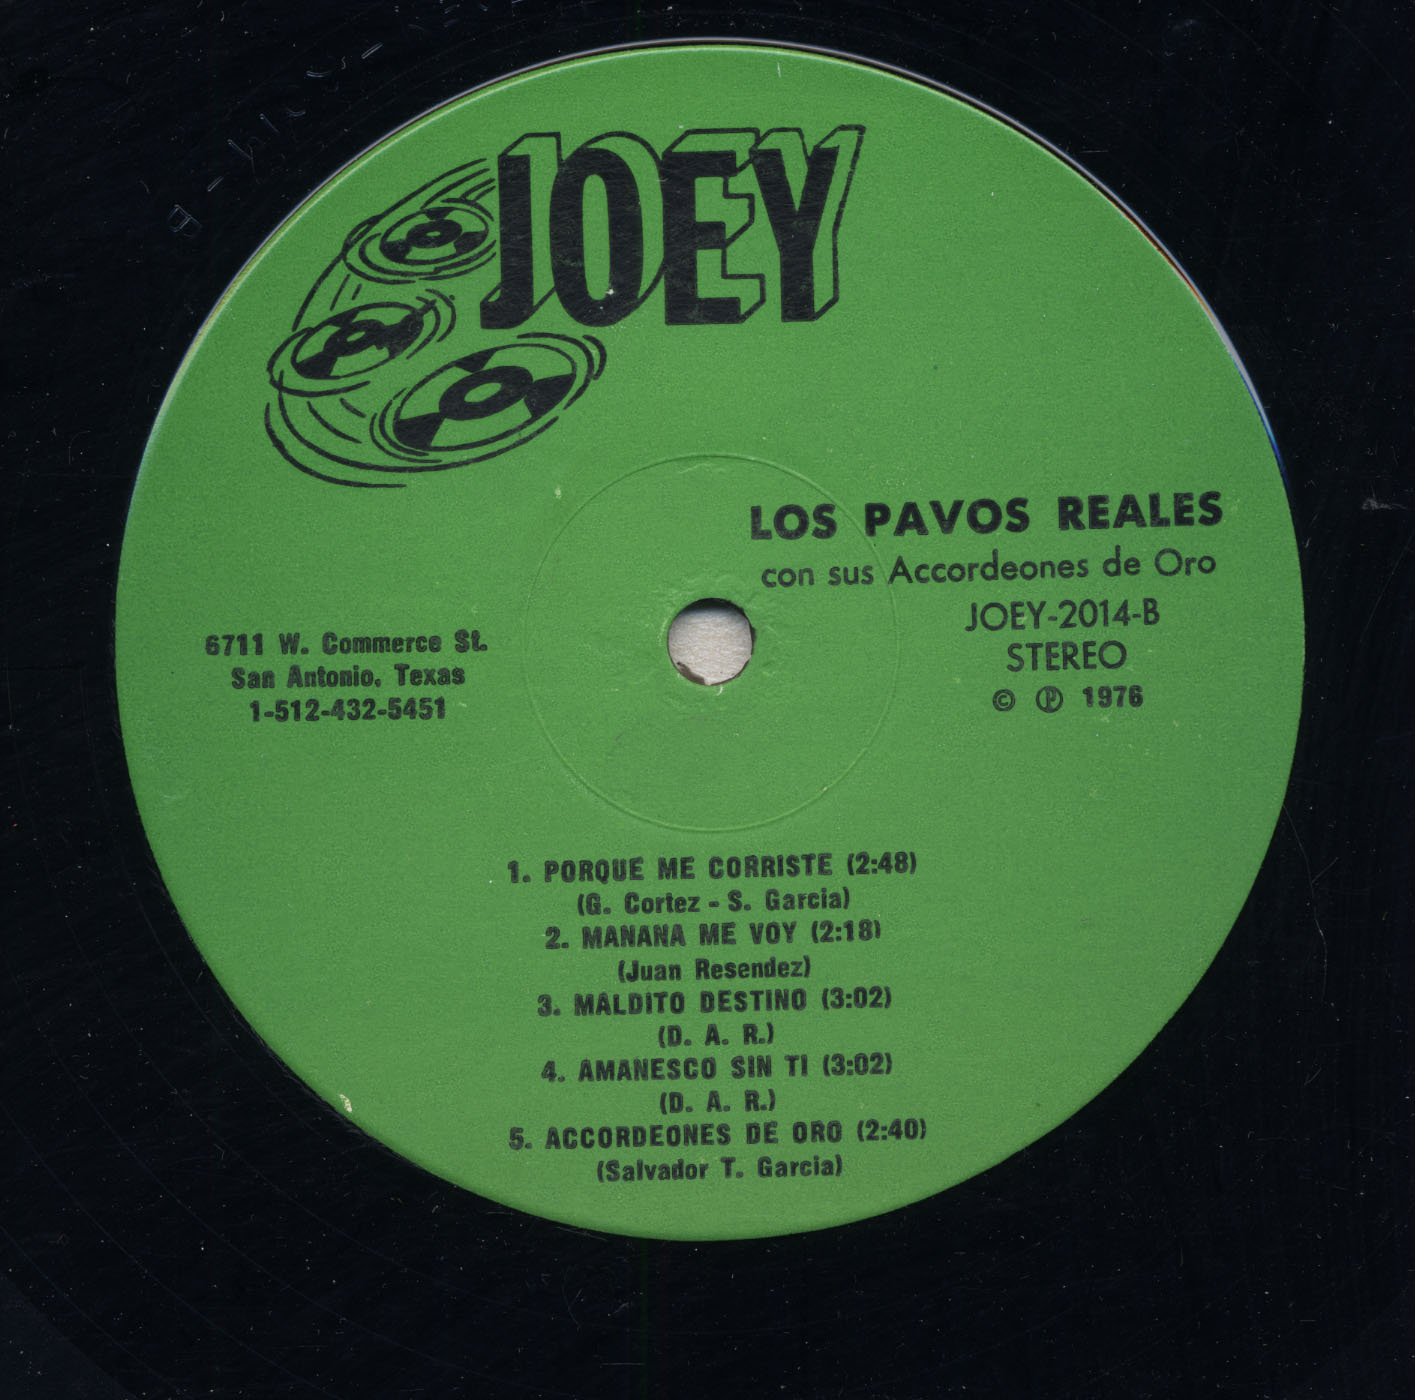 JOEY
LOS PAVOS REALES
con sus Accordeones de Oro
JOEY-2014-B
STEREO
© ℗ 1976
6711 W. Commerce St.
San Antonio, Texas
1-512-432-5451
1. PORQUE ME CORRISTE (2:48)
(G. Cortez - S. Garcia)
2. MANANA ME VOY (2:18)
(Juan Resendez)
3. MALDITO DESTINO (3:02)
(D. A. R.)
4. AMANESCO SIN TI (3:02)
(D. A. R.)
5. ACCORDEONES DE ORO (2:40)
(Salvador T. Garcia)